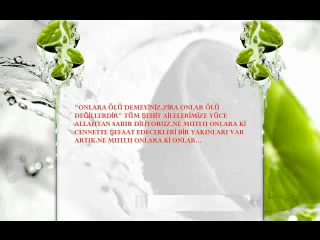 "ONLARA ÖLÜ DEMEYİNİZ.ZİRA ONLAR ÖLÜ
DEĞİLLERDİR" TÜM ŞEHİT AİLELERİMİZE YÜCE
ALLAH'TAN SABIR DİLİYORUZ.NE MUTLU ONLARA Kİ
CENNETTE ŞEFAAT EDECEKLERİ BİR YAKINLARI VAR
ARTIK.NE MUTLU ONLARA Kİ ONLAR...